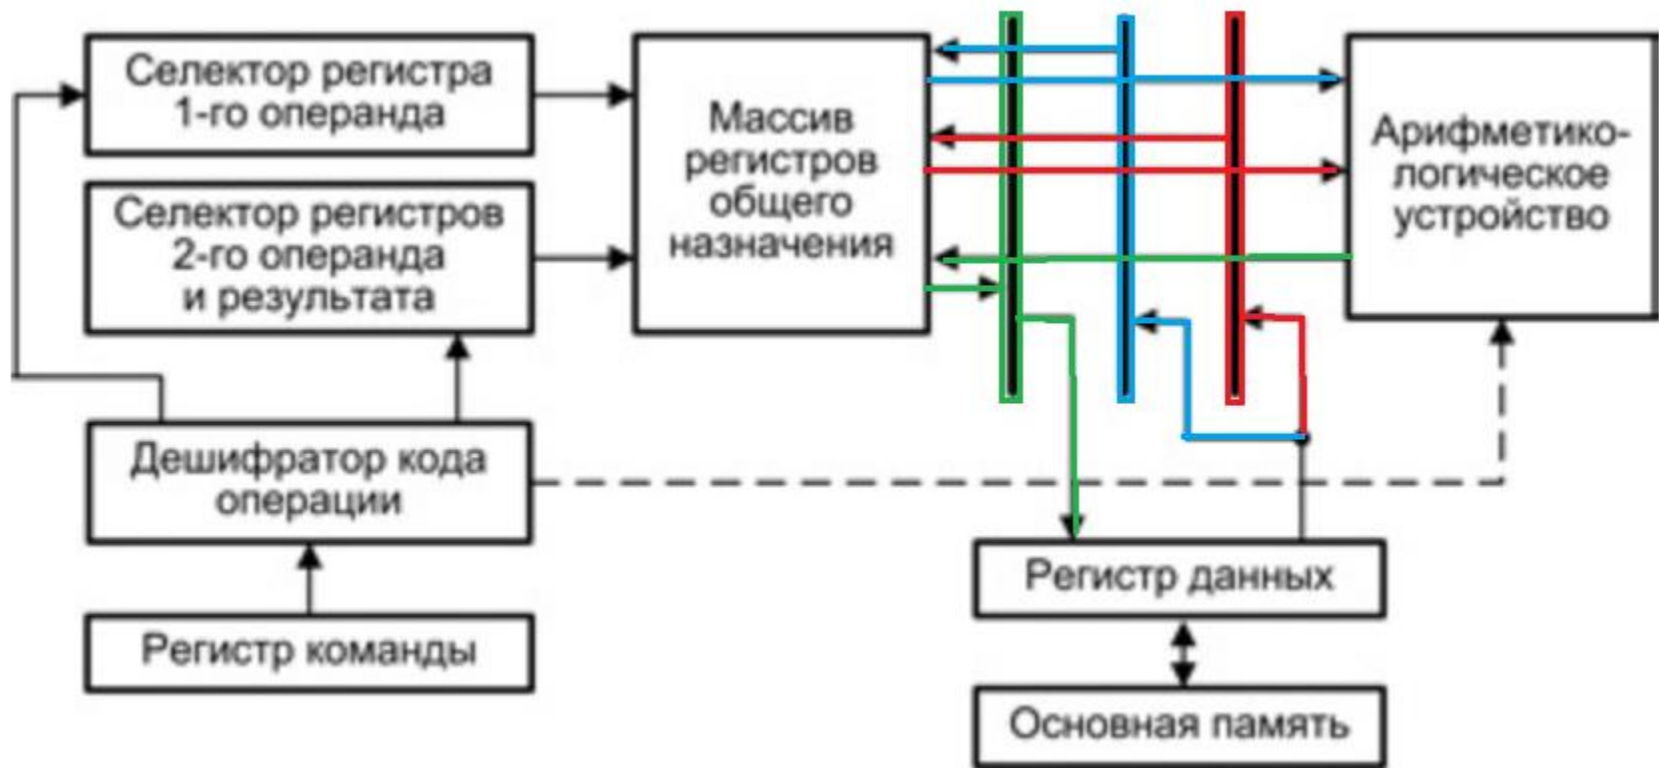 Селектор регистра
1-го операнда
Селектор регистров
2-го операнда
и результата
Массив
регистров
общего
назначения
Арифметико-
логическое
устройство
Дешифратор кода
операции
Регистр команды
Регистр данных
Основная память